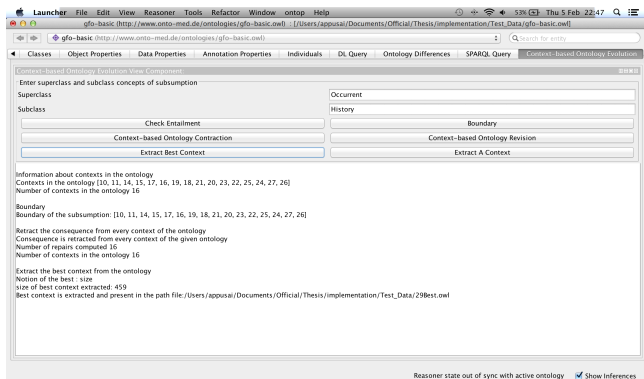 Launcher File Edit View Reasoner Tools Refactor Window ontop Help 53% Thu 5 Feb 22:47
gfo-basic (http://www.onto-med.de/ontologies/gfo-basic.owl) : [/Users/appusai/Documents/Official/Thesis/implementation/Test_Data/gfo-basic.owl]
gfo-basic (http://www.onto-med.de/ontologies/gfo-basic.owl) Search for entity
Classes Object Properties Data Properties Annotation Properties Individuals DL Query Ontology Differences SPARQL Query Context-based Ontology Evolution
Context-based Ontology Evolution View Component
Enter superclass and subclass concepts of subsumption
Superclass Occurrent
Subclass History
Check Entailment Boundary
Context-based Ontology Contraction Context-based Ontology Revision
Extract Best Context Extract A Context
Information about contexts in the ontology
Contexts in the ontology [10, 11, 14, 15, 17, 16, 19, 18, 21, 20, 23, 22, 25, 24, 27, 26]
Number of contexts in the ontology 16
Boundary
Boundary of the subsumption: [10, 11, 14, 15, 17, 16, 19, 18, 21, 20, 23, 22, 25, 24, 27, 26]
Retract the consequence from every context of the ontology
Consequence is retracted from every context of the given ontology
Number of repairs computed 16
Number of contexts in the ontology 16
Extract the best context from the ontology
Notion of the best : size
size of best context extracted: 459
Best context is extracted and present in the path file:/Users/appusai/Documents/Official/Thesis/implementation/Test_Data/29Best.owl
Reasoner state out of sync with active ontology Show Inferences